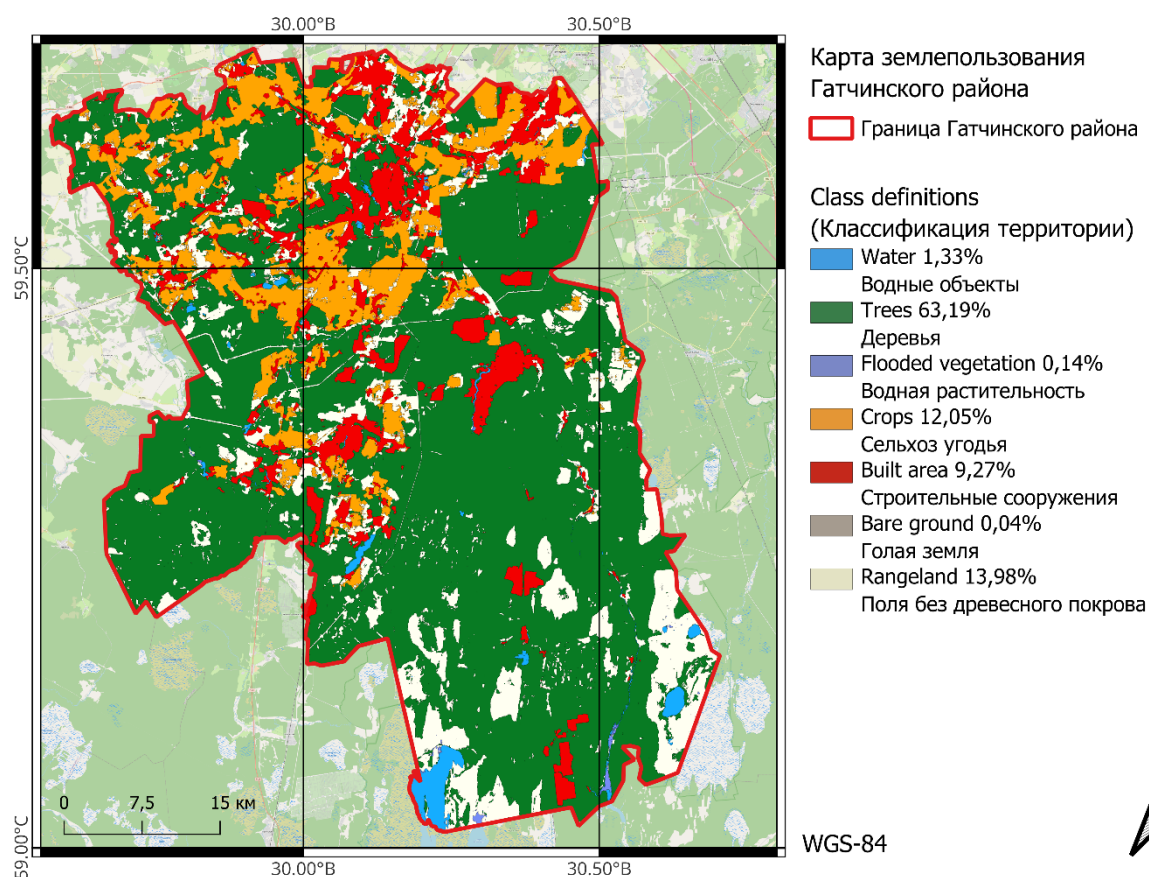 30.00°В 30.50°В
59.50°С
59.00°С
0 7,5 15 км
30.00°В 30.50°В
Карта землепользования
Гатчинского района
Граница Гатчинского района
Class definitions
(Классификация территории)
Water 1,33%
Водные объекты
Trees 63,19%
Деревья
Flooded vegetation 0,14%
Водная растительность
Crops 12,05%
Сельхоз угодья
Built area 9,27%
Строительные сооружения
Bare ground 0,04%
Голая земля
Rangeland 13,98%
Поля без древесного покрова
WGS-84